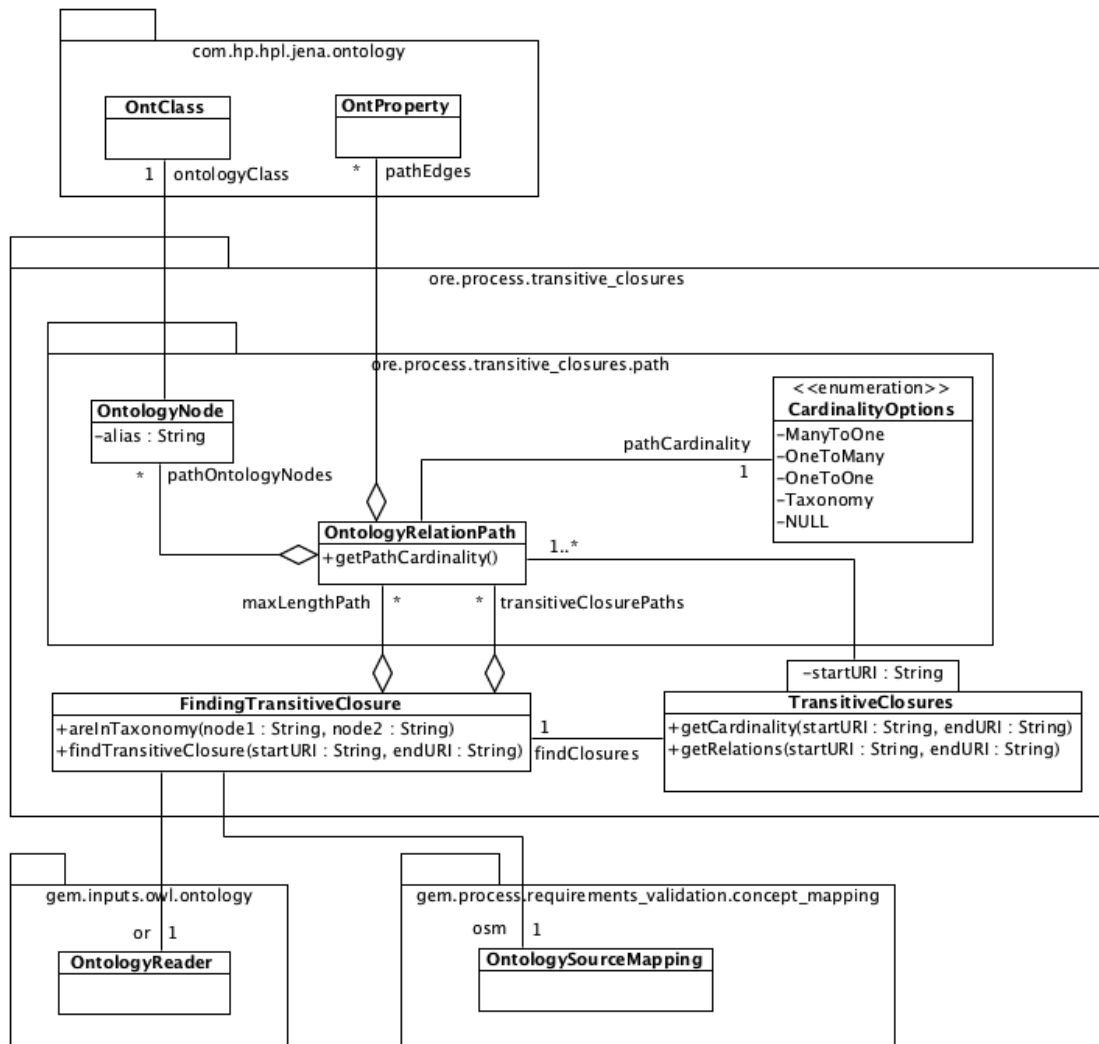 com.hp.hpl.jena.ontology
OntClass
OntProperty
1 ontologyClass
* pathEdges
ore.process.transitive_closures
ore.process.transitive_closures.path
<<enumeration>>
CardinalityOptions
-ManyToOne
-OneToMany
-OneToOne
-Taxonomy
-NULL
OntologyNode
-alias : String
* pathOntologyNodes
pathCardinality
1
OntologyRelationPath
+getPathCardinality()
1..*
maxLengthPath *
* transitiveClosurePaths
-startURI : String
FindingTransitiveClosure
+areInTaxonomy(node1 : String, node2 : String)
+findTransitiveClosure(startURI : String, endURI : String)
1
findClosures
TransitiveClosures
+getCardinality(startURI : String, endURI : String)
+getRelations(startURI : String, endURI : String)
gem.inputs.owl.ontology
or 1
OntologyReader
gem.process.requirements_validation.concept_mapping
osm 1
OntologySourceMapping